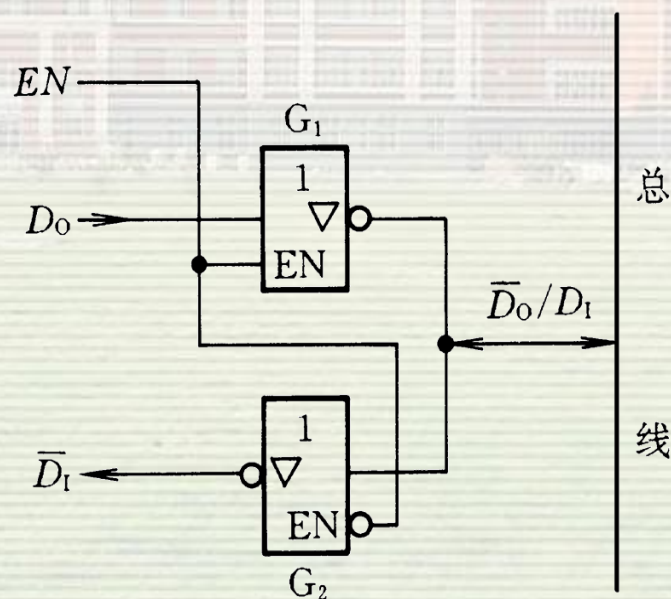 EN
G₁
1
▽
D_O
EN
总
D̅_O/D_I
1
▽
线
D̅_I
EN
G₂